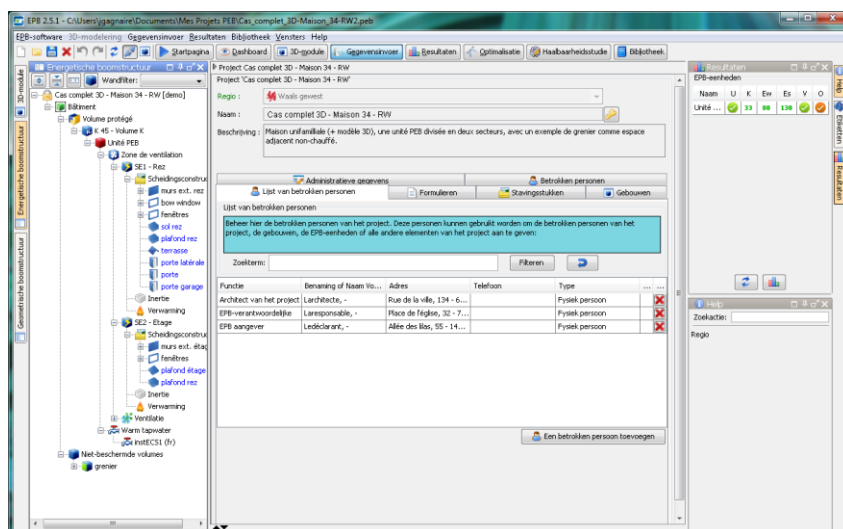 EPB 2.5.1 - C:\Users\jgagnaire\Documents\Mes Projets PEB\Cas_complet_3D-Maison_34-RW2.peb
EPB-software 3D-modelering Gegevensinvoer Resultaten Bibliotheek Vensters Help
Startpagina Dashboard 3D-module Gegevensinvoer Resultaten Optimalisatie Haalbaarheidsstudie Bibliotheek
3D-module
Energetische boomstructuur
Geometrische boomstructuur
Energetische boomstructuur
Wandfilter:
Cas complet 3D - Maison 34 - RW [demo]
Bâtiment
Volume protégé
K 45 - Volume K
Unité PEB
Zone de ventilation
SE1 - Rez
Scheidingsconstruc
murs ext. rez
bow window
fenêtres
sol rez
plafond rez
terrasse
porte latérale
porte
porte garage
Inertie
Verwarming
SE2 - Etage
Scheidingsconstruc
murs ext. étag
fenêtres
plafond étage
plafond rez
Inertie
Verwarming
Ventilatie
Warm tapwater
instECS1 (fr)
Niet-beschermde volumes
grenier
Project Cas complet 3D - Maison 34 - RW
Project 'Cas complet 3D - Maison 34 - RW'
Regio : Waals gewest
Naam : Cas complet 3D - Maison 34 - RW
Beschrijving : Maison unifamiliale (+ modèle 3D), une unité PEB divisée en deux secteurs, avec un exemple de grenier comme espace
adjacent non-chauffé.
Administratieve gegevens Betrokken personen
Lijst van betrokken personen Formulieren Stavingsstukken Gebouwen
Lijst van betrokken personen
Beheer hier de betrokken personen van het project. Deze personen kunnen gebruikt worden om de betrokken personen van het
project, de gebouwen, de EPB-eenheden of alle andere elementen van het project aan te geven:
Zoekterm: Filteren
Functie Benaming of Naam Vo... Adres Telefoon Type ... ...
Architect van het project Larchitecte, - Rue de la ville, 134 - 6... Fysiek persoon
EPB-verantwoordelijke Laresponsable, - Place de l'église, 32 - 7... Fysiek persoon
EPB aangever Ledéclarant, - Allée des lilas, 55 - 14... Fysiek persoon
Een betrokken persoon toevoegen
Resultaten
EPB-eenheden
Naam U K Ew Es V O
Unité ... 33 80 130
Help
Zoekactie:
Regio
Help
Etiketten
Resultaten